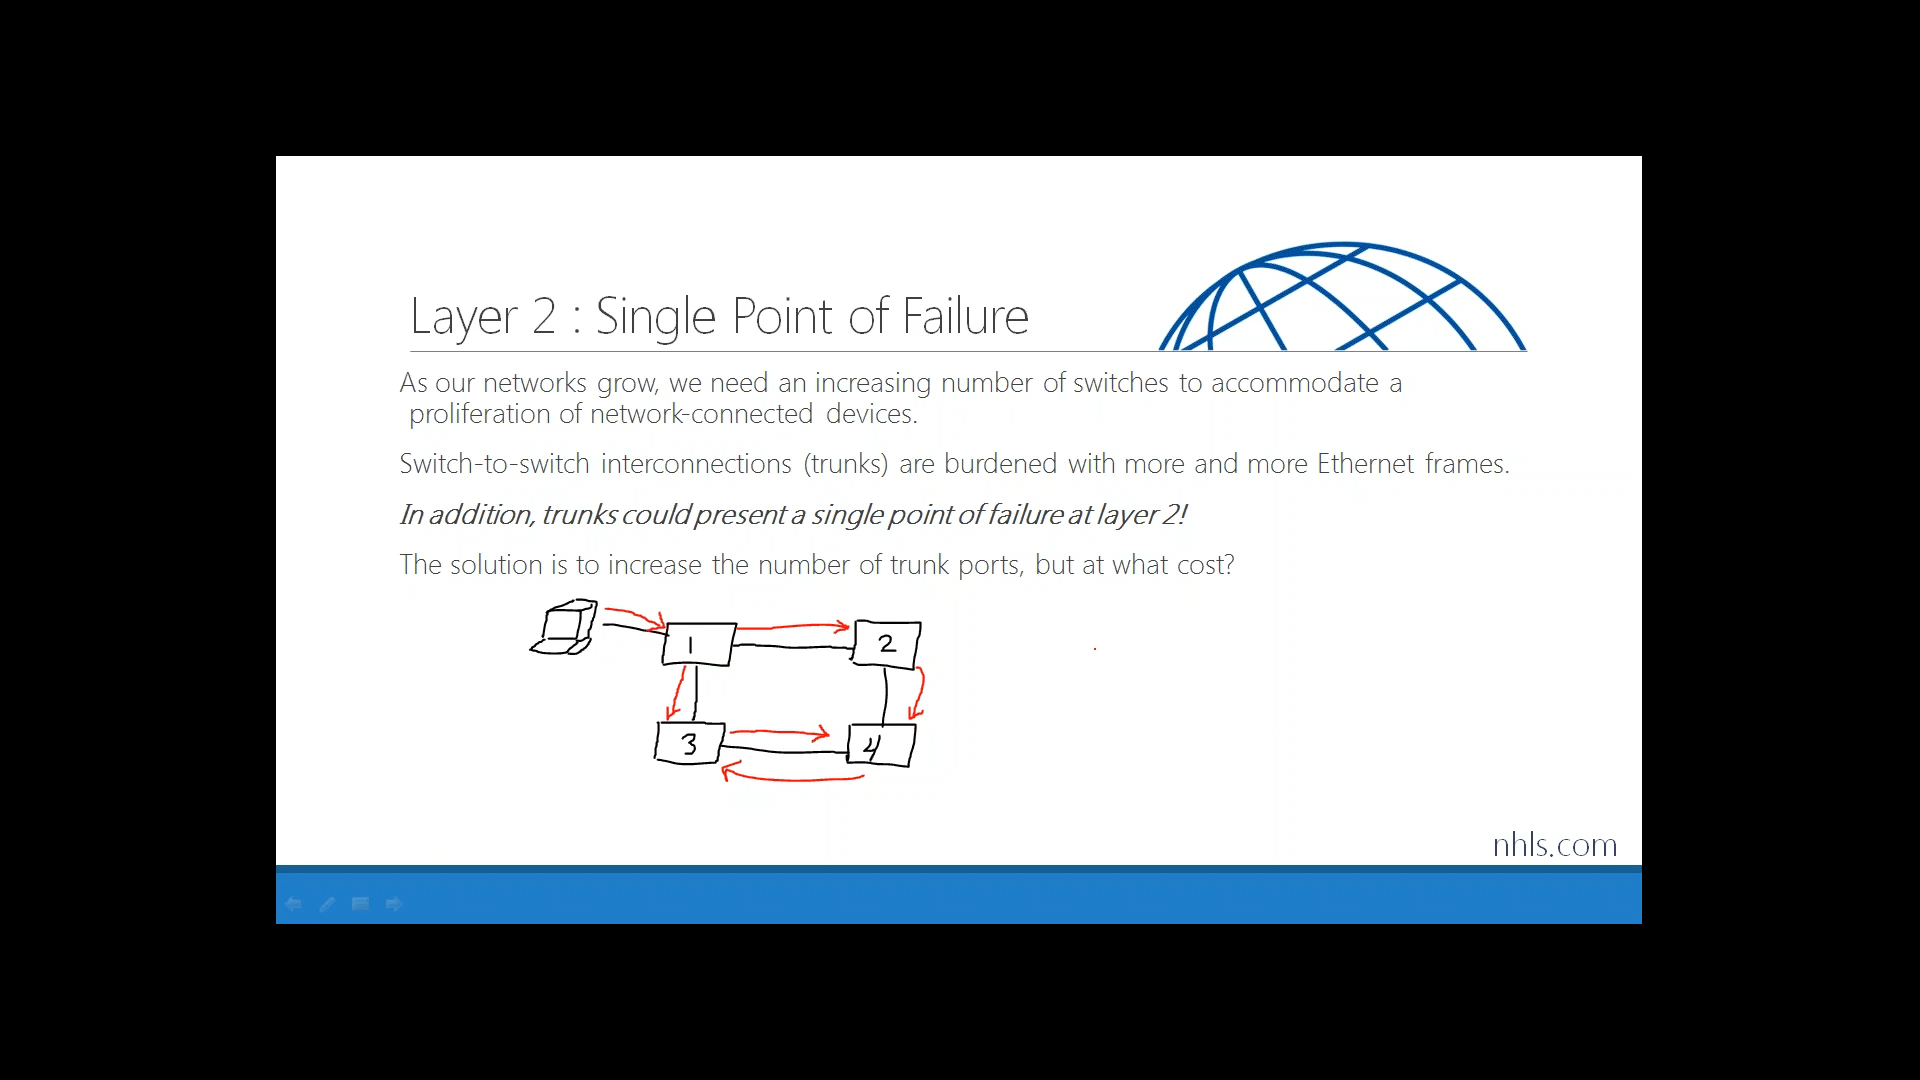 Layer 2 : Single Point of Failure
As our networks grow, we need an increasing number of switches to accommodate a
proliferation of network-connected devices.
Switch-to-switch interconnections (trunks) are burdened with more and more Ethernet frames.
In addition, trunks could present a single point of failure at layer 2!
The solution is to increase the number of trunk ports, but at what cost?
1 2
3 4
nhls.com